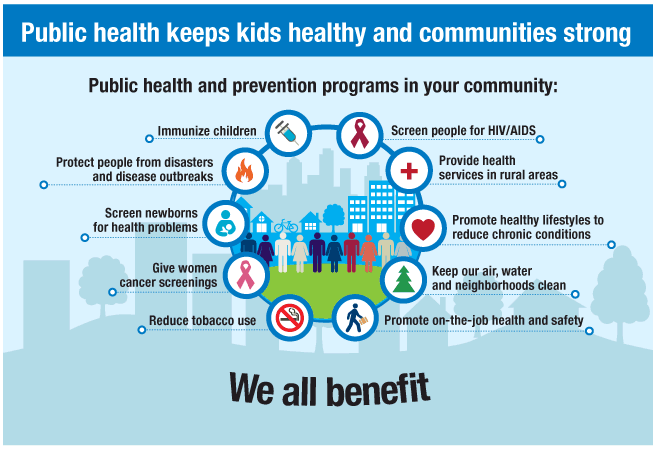 Public health keeps kids healthy and communities strong
Public health and prevention programs in your community:
Immunize children
Screen people for HIV/AIDS
Protect people from disasters
and disease outbreaks
Provide health
services in rural areas
Screen newborns
for health problems
Promote healthy lifestyles to
reduce chronic conditions
Give women
cancer screenings
Keep our air, water
and neighborhoods clean
Reduce tobacco use
Promote on-the-job health and safety
We all benefit